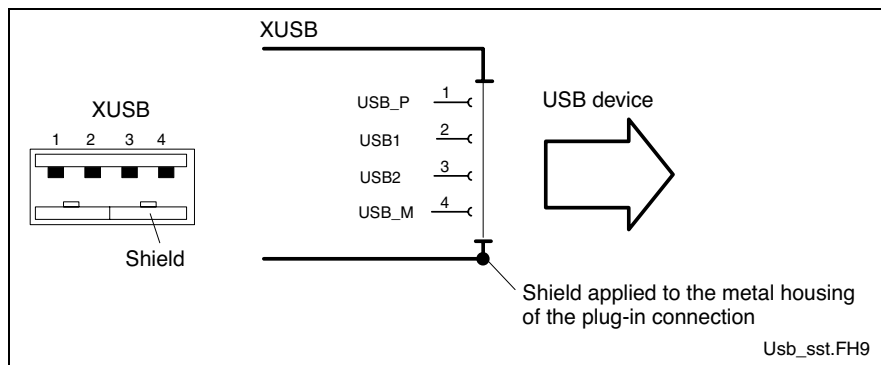 XUSB
1 2 3 4
Shield
XUSB
USB_P 1
USB1 2
USB2 3
USB_M 4
USB device
Shield applied to the metal housing
of the plug-in connection
Usb_sst.FH9